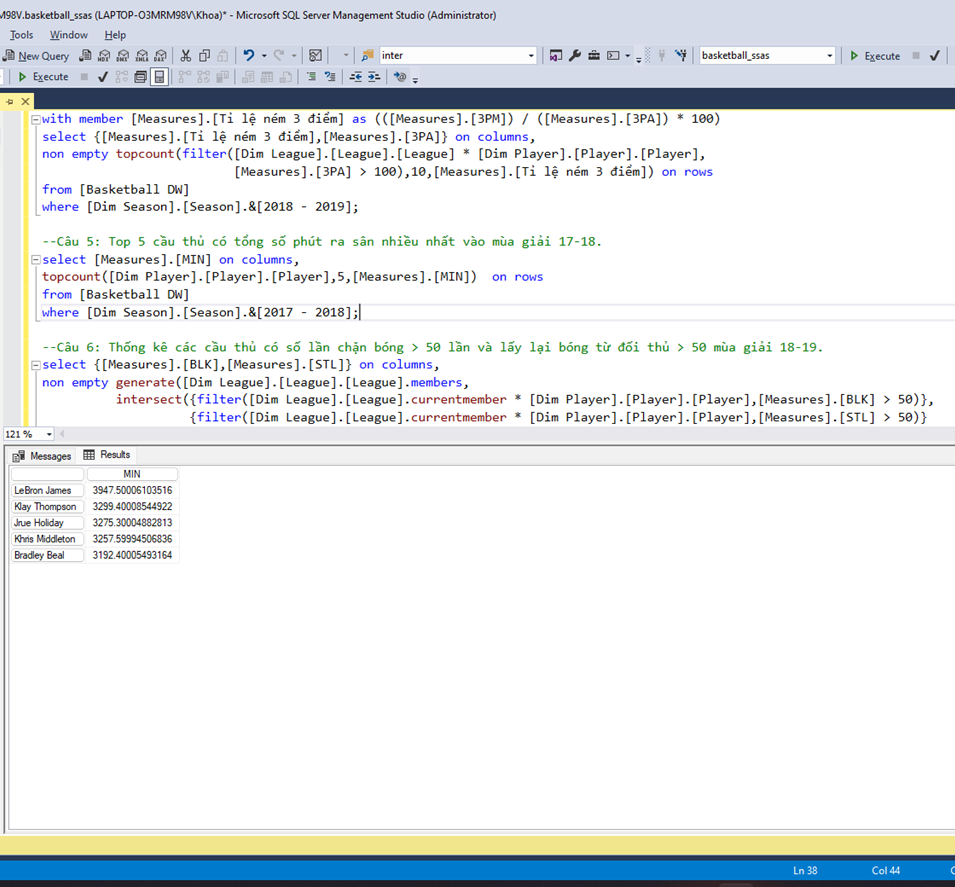 M98V.basketball_ssas (LAPTOP-O3MRM98V\Khoa)* - Microsoft SQL Server Management Studio (Administrator)
Tools Window Help
New Query MDX DMX XMLA DAX inter basketball_ssas Execute
Execute
with member [Measures].[Tỉ lệ ném 3 điểm] as (([Measures].[3PM]) / ([Measures].[3PA]) * 100)
select {[Measures].[Tỉ lệ ném 3 điểm],[Measures].[3PA]} on columns,
non empty topcount(filter([Dim League].[League].[League] * [Dim Player].[Player].[Player],
[Measures].[3PA] > 100),10,[Measures].[Tỉ lệ ném 3 điểm]) on rows
from [Basketball DW]
where [Dim Season].[Season].&[2018 - 2019];
--Câu 5: Top 5 cầu thủ có tổng số phút ra sân nhiều nhất vào mùa giải 17-18.
select [Measures].[MIN] on columns,
topcount([Dim Player].[Player].[Player],5,[Measures].[MIN])  on rows
from [Basketball DW]
where [Dim Season].[Season].&[2017 - 2018];
--Câu 6: Thống kê các cầu thủ có số lần chặn bóng > 50 lần và lấy lại bóng từ đối thủ > 50 mùa giải 18-19.
select {[Measures].[BLK],[Measures].[STL]} on columns,
non empty generate([Dim League].[League].[League].members,
intersect({filter([Dim League].[League].currentmember * [Dim Player].[Player].[Player],[Measures].[BLK] > 50)},
{filter([Dim League].[League].currentmember * [Dim Player].[Player].[Player],[Measures].[STL] > 50)}
121 %
Messages Results
MIN
LeBron James 3947.50006103516
Klay Thompson 3299.40008544922
Jrue Holiday 3275.30004882813
Khris Middleton 3257.59994506836
Bradley Beal 3192.40005493164
Ln 38 Col 44